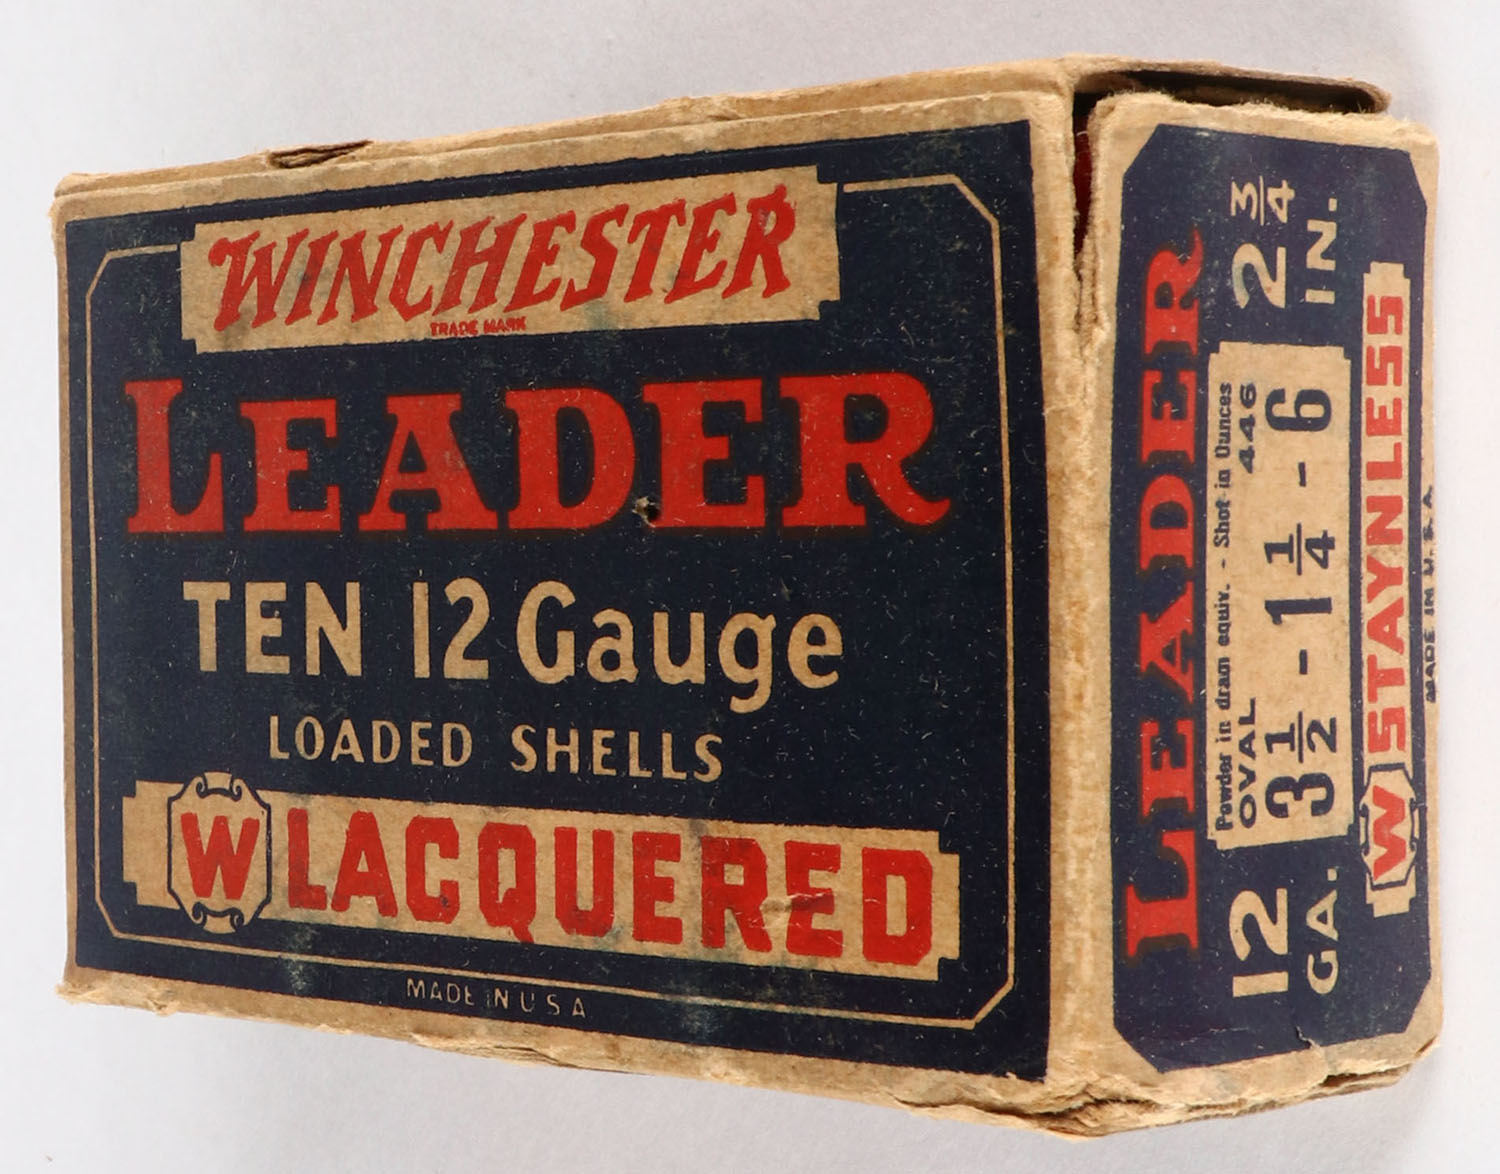 WINCHESTER
TRADE MARK
LEADER
TEN 12 Gauge
LOADED SHELLS
W LACQUERED
MADE IN U S A
LEADER
12 GA.
Powder in dram equiv. - Shot in Ounces
OVAL 446
3 1/2 - 1 1/4 - 6
2 3/4 IN.
W STAYNLESS
MADE IN U.S.A.